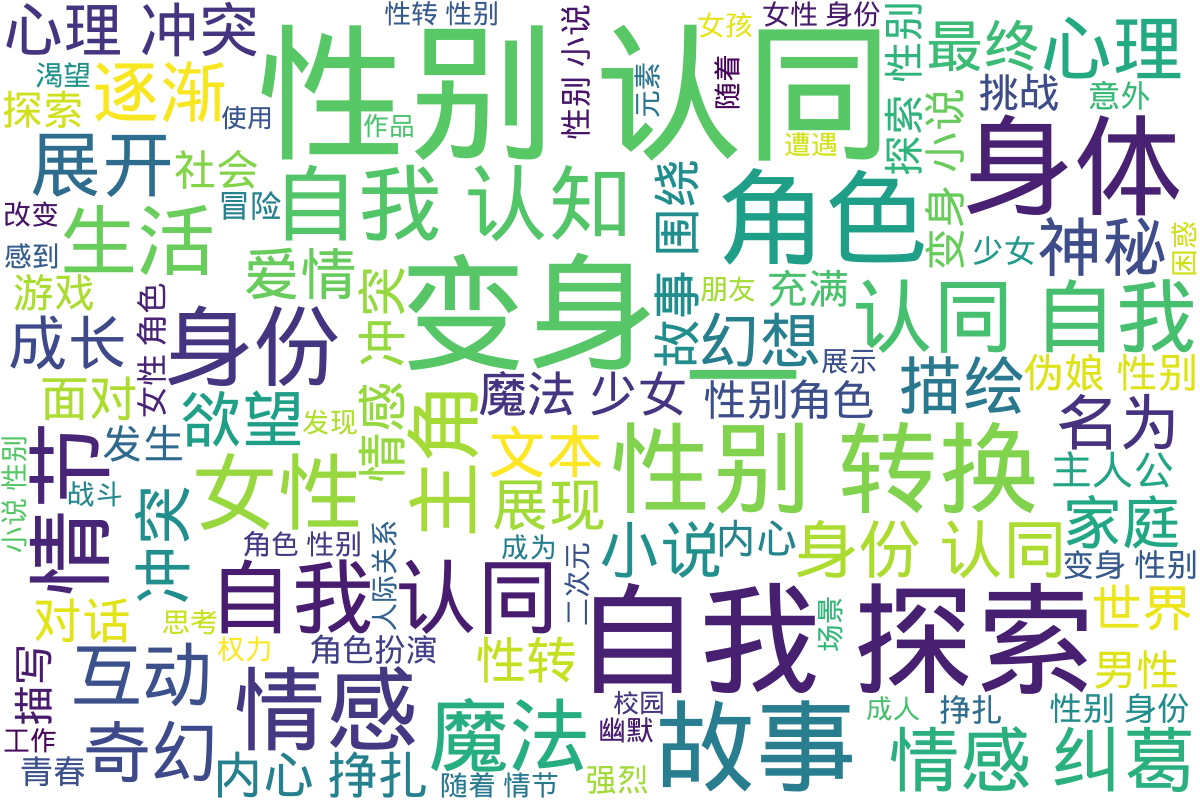 心理 冲突
性转 性别
性别 小说
女孩
女性 身份
性别
最终
心理
渴望
逐渐
使用
性别 认同
元素
随着
挑战
意外
探索
作品
遭遇
探索
小说
身体
展开
社会
自我 认知
围绕
角色
变身
少女
神秘
困惑
改变
冒险
感到
生活
爱情
冲突
变身
故事
朋友
充满
认同 自我
游戏
成长
女性 角色
身份
幻想
一
展示
描绘
伪娘 性别
面对
欲望
发现
情感
主角
魔法 少女
性别角色
名为
小说 性别
情节
发生
战斗
女性
文本
展现
性别 转换
主人公
家庭
冲突
角色 性别
人际关系
成为
二次元
小说
内心
身份 认同
变身 性别
对话
思考
自我 认同
自我 探索
场景
世界
描写
互动
权力
角色扮演
性转
男性
工作
青春
奇幻
情感
内心 挣扎
魔法
随着 情节
强烈
校园
幽默
故事
成人
挣扎
性别 身份
情感 纠葛